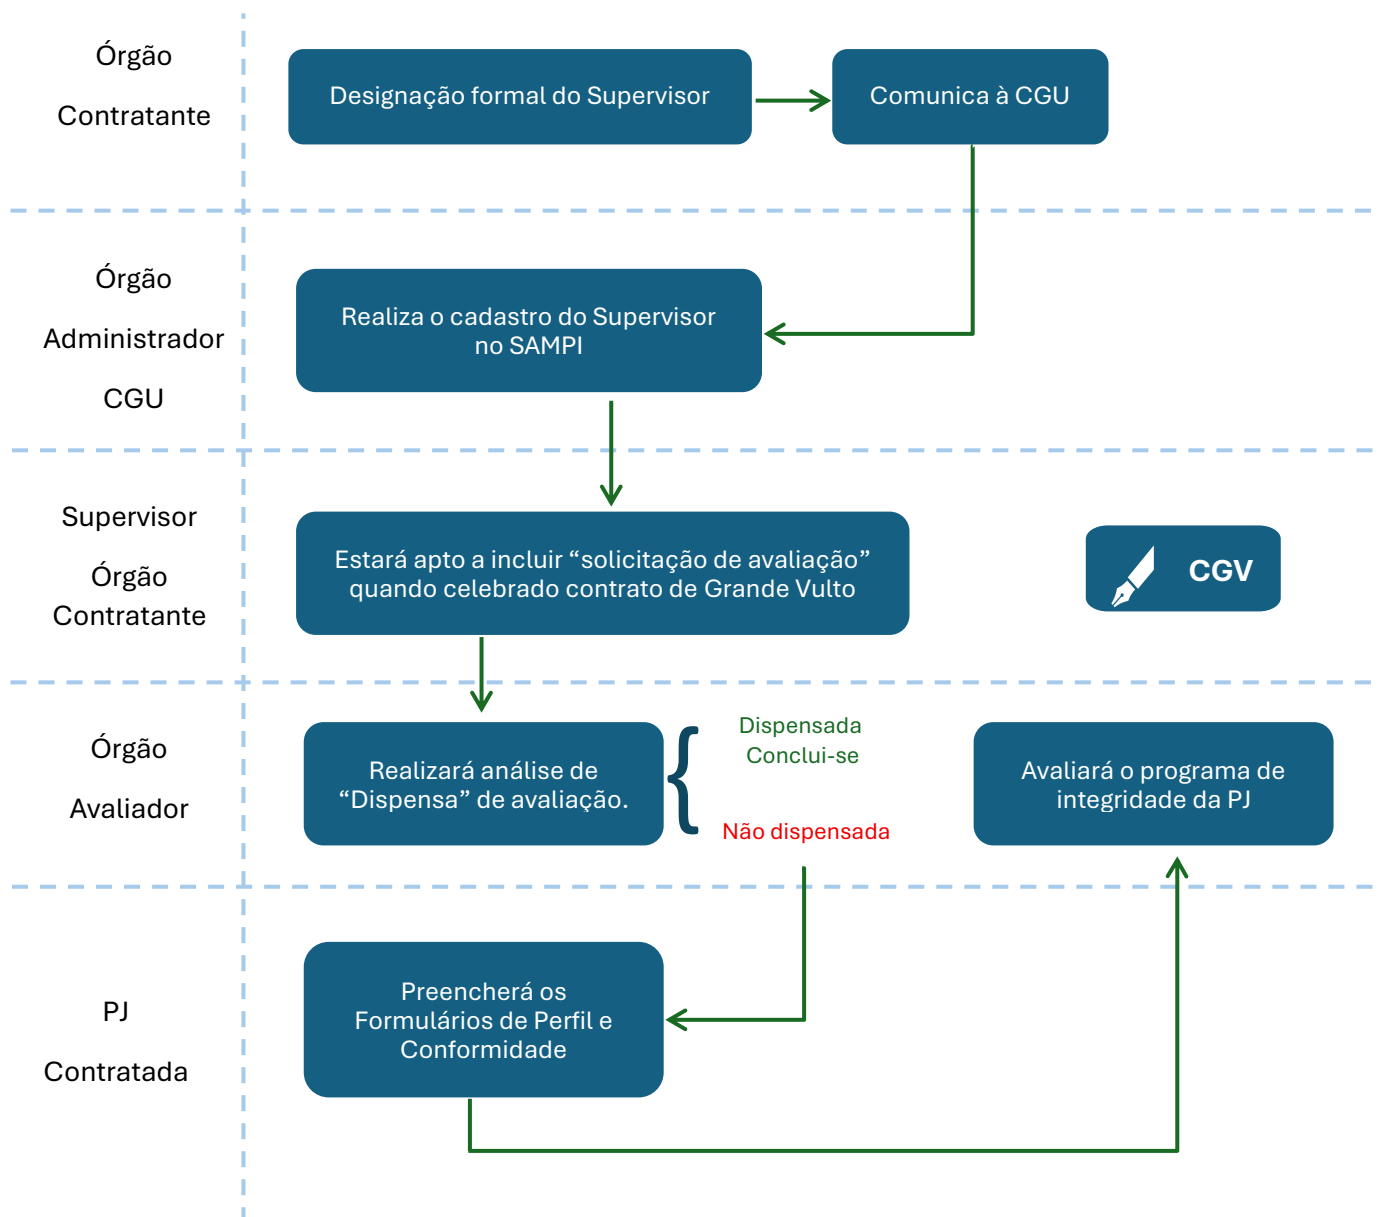 Órgão
Contratante
Designação formal do Supervisor
Comunica à CGU
Órgão
Administrador
CGU
Realiza o cadastro do Supervisor
no SAMPI
Supervisor
Órgão
Contratante
Estará apto a incluir “solicitação de avaliação”
quando celebrado contrato de Grande Vulto
CGV
Órgão
Avaliador
Realizará análise de
“Dispensa” de avaliação.
Dispensada
Conclui-se
Não dispensada
Avaliará o programa de
integridade da PJ
PJ
Contratada
Preencherá os
Formulários de Perfil e
Conformidade